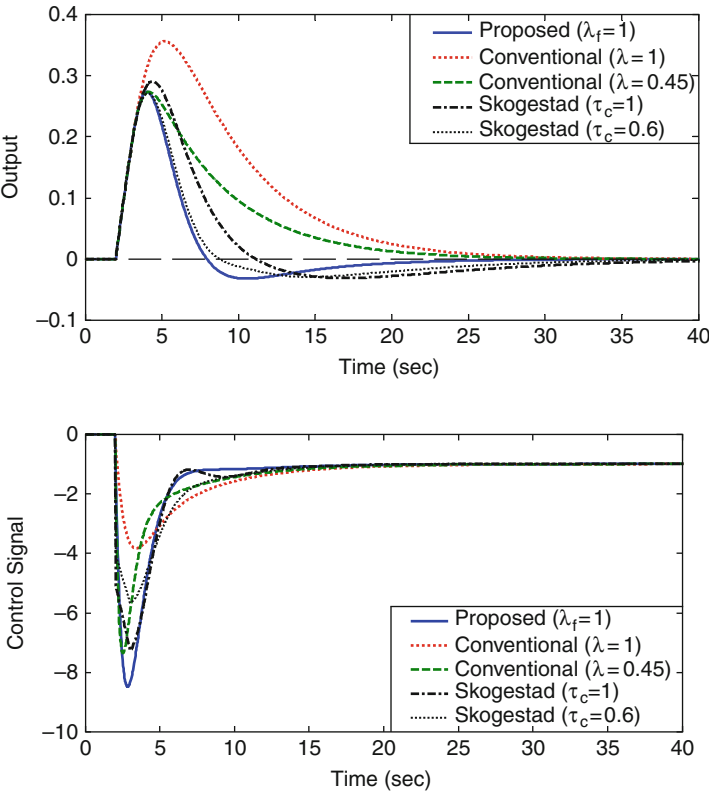 0.4
0.3
0.2
0.1
0
–0.1
Output
Proposed (λf=1)
Conventional (λ=1)
Conventional (λ=0.45)
Skogestad (τc=1)
Skogestad (τc=0.6)
0 5 10 15 20 25 30 35 40
Time (sec)
0
–2
–4
–6
–8
–10
Control Signal
Proposed (λf=1)
Conventional (λ=1)
Conventional (λ=0.45)
Skogestad (τc=1)
Skogestad (τc=0.6)
0 5 10 15 20 25 30 35 40
Time (sec)